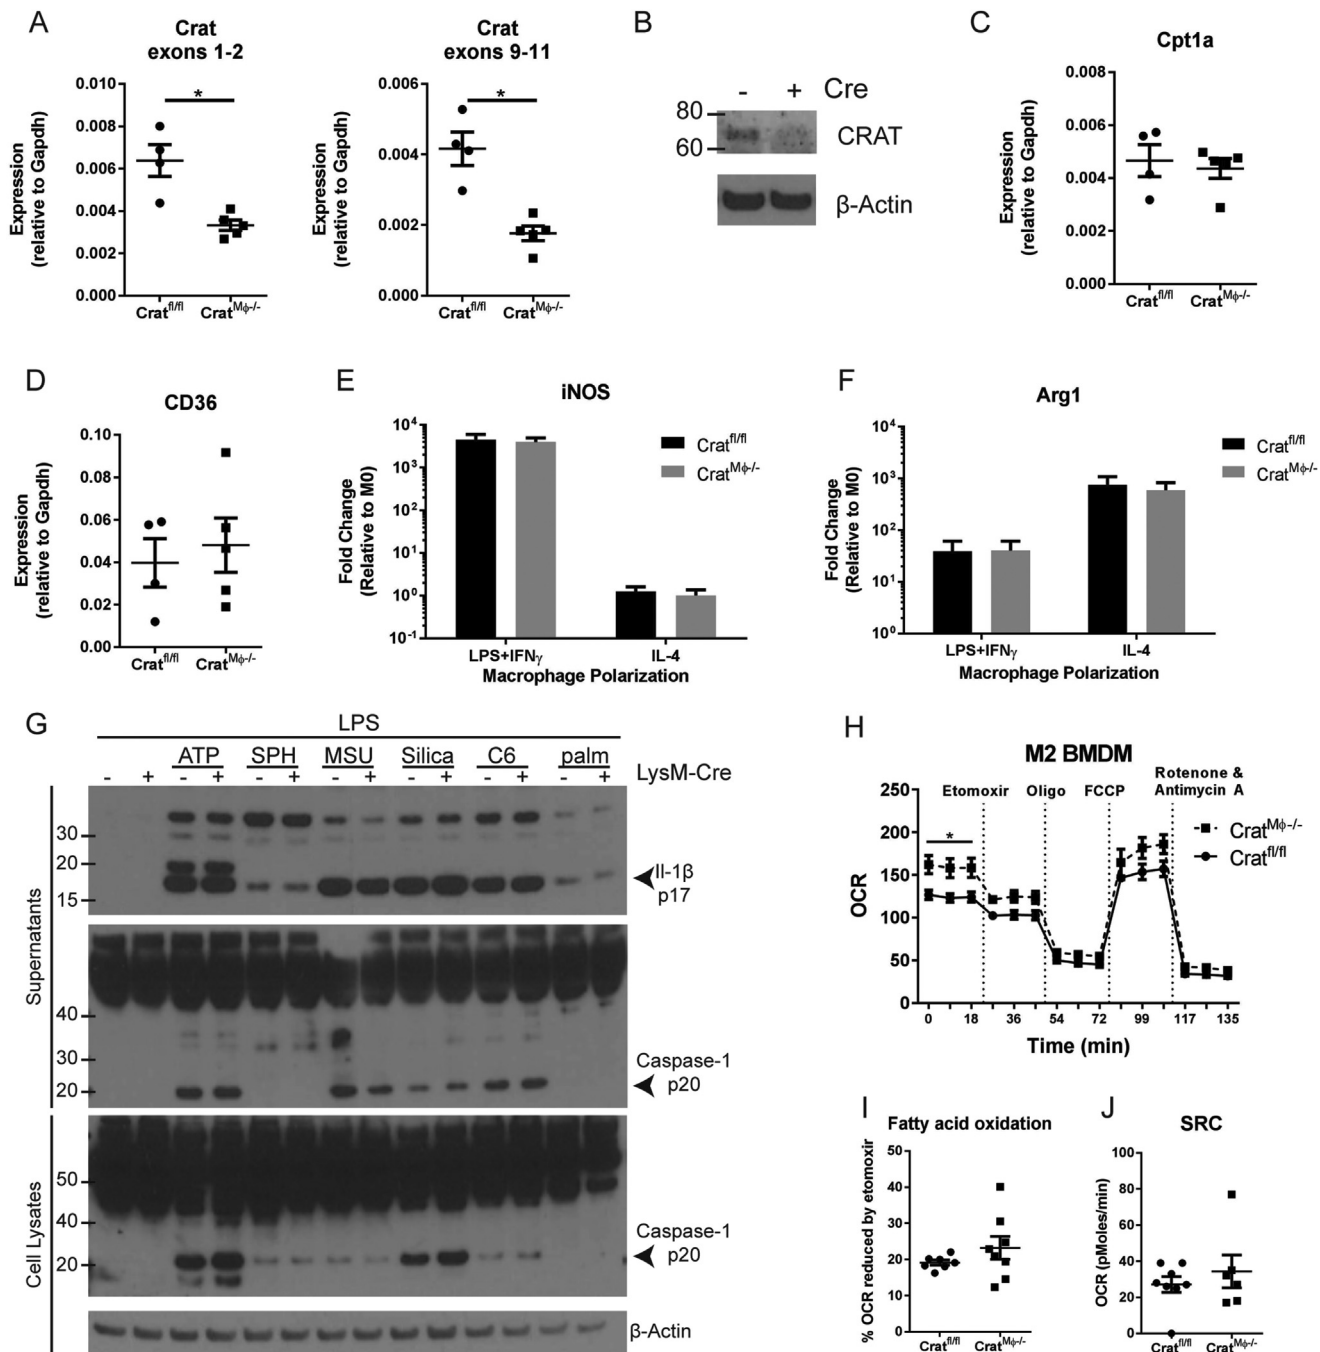 A
Crat
exons 1-2
Expression
(relative to Gapdh)
0.010
0.008
0.006
0.004
0.002
0.000
*
Crat^fl/fl Crat^Mϕ-/-
Crat
exons 9-11
Expression
(relative to Gapdh)
0.006
0.004
0.002
0.000
*
Crat^fl/fl Crat^Mϕ-/-
B
- + Cre
80
60
CRAT
β-Actin
C
Cpt1a
Expression
(relative to Gapdh)
0.008
0.006
0.004
0.002
0.000
Crat^fl/fl Crat^Mϕ-/-
D
CD36
Expression
(relative to Gapdh)
0.10
0.08
0.06
0.04
0.02
0.00
Crat^fl/fl Crat^Mϕ-/-
E
iNOS
Fold Change
(Relative to M0)
10^4
10^3
10^2
10^1
10^0
10^-1
Crat^fl/fl
Crat^Mϕ-/-
LPS+IFNγ IL-4
Macrophage Polarization
F
Arg1
Fold Change
(Relative to M0)
10^4
10^3
10^2
10^1
10^0
Crat^fl/fl
Crat^Mϕ-/-
LPS+IFNγ IL-4
Macrophage Polarization
G
LPS
ATP SPH MSU Silica C6 palm
- + - + - + - + - + - + - + LysM-Cre
Supernatants
30
20
15
Il-1β
p17
40
30
20
Caspase-1
p20
Cell Lysates
50
40
20
Caspase-1
p20
β-Actin
H
M2 BMDM
Etomoxir Oligo FCCP Rotenone &
Antimycin A
OCR
250
200
150
100
50
0
*
Crat^Mϕ-/-
Crat^fl/fl
0 18 36 54 72 99 117 135
Time (min)
I
Fatty acid oxidation
% OCR reduced by etomoxir
50
40
30
20
10
0
Crat^fl/fl Crat^Mϕ-/-
J
SRC
OCR (pMoles/min)
100
80
60
40
20
0
Crat^fl/fl Crat^Mϕ-/-